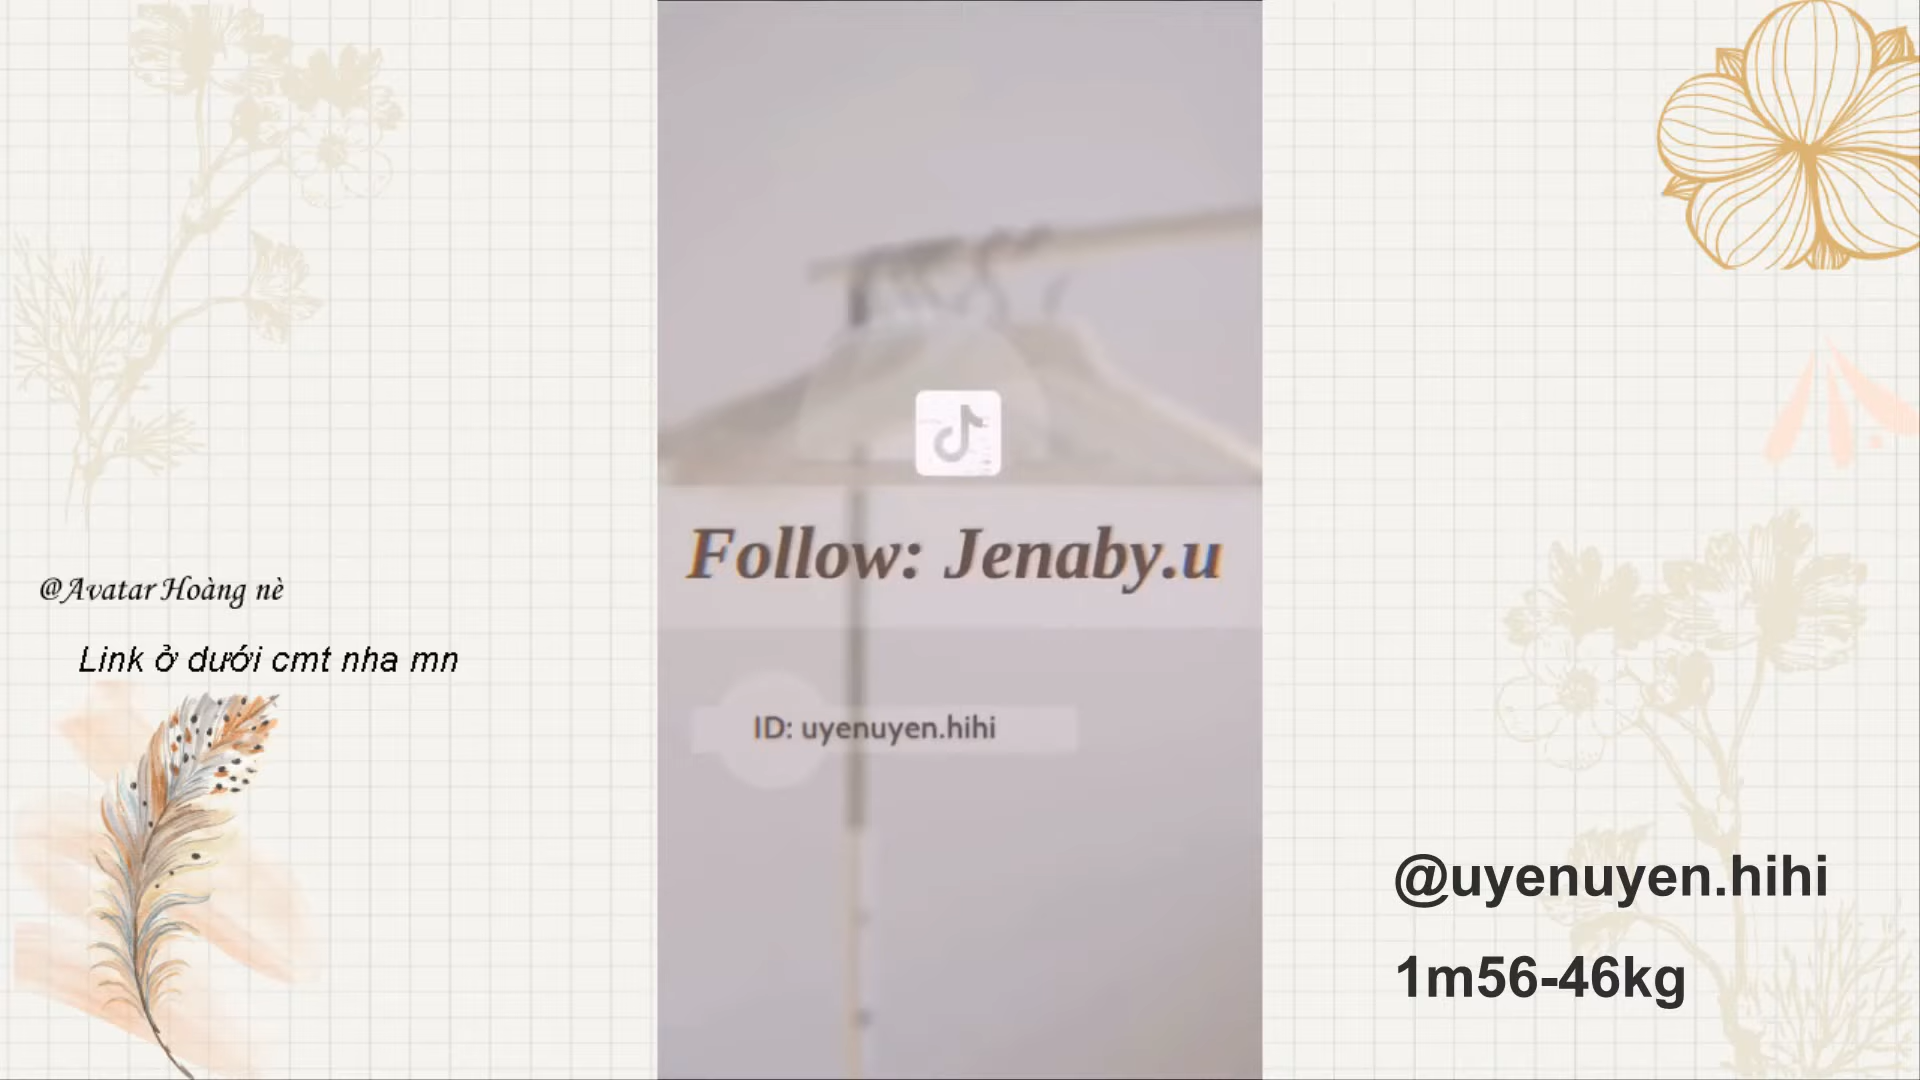 @Avatar Hoàng nè
Link ở dưới cmt nha mn
Follow: Jenaby.u
ID: uyenuyen.hihi
@uyenuyen.hihi
1m56-46kg